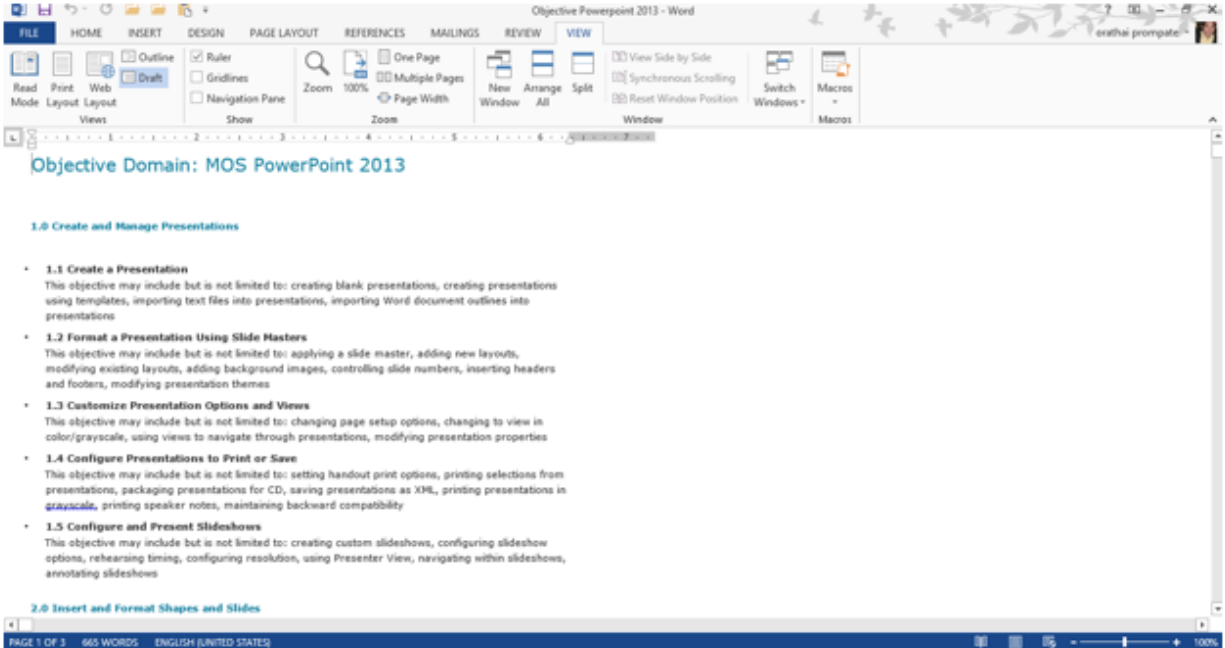 Objective Powerpoint 2013 - Word
FILE HOME INSERT DESIGN PAGE LAYOUT REFERENCES MAILINGS REVIEW VIEW
orathai prompate
Read Mode
Print Layout
Web Layout
Outline
Draft
Views
Ruler
Gridlines
Navigation Pane
Show
Zoom
100%
One Page
Multiple Pages
Page Width
Zoom
New Window
Arrange All
Split
View Side by Side
Synchronous Scrolling
Reset Window Position
Switch Windows
Window
Macros
Macros
1 2 3 4 5 6 7
Objective Domain: MOS PowerPoint 2013
1.0 Create and Manage Presentations
• 1.1 Create a Presentation
This objective may include but is not limited to: creating blank presentations, creating presentations
using templates, importing text files into presentations, importing Word document outlines into
presentations
• 1.2 Format a Presentation Using Slide Masters
This objective may include but is not limited to: applying a slide master, adding new layouts,
modifying existing layouts, adding background images, controlling slide numbers, inserting headers
and footers, modifying presentation themes
• 1.3 Customize Presentation Options and Views
This objective may include but is not limited to: changing page setup options, changing to view in
color/grayscale, using views to navigate through presentations, modifying presentation properties
• 1.4 Configure Presentations to Print or Save
This objective may include but is not limited to: setting handout print options, printing selections from
presentations, packaging presentations for CD, saving presentations as XML, printing presentations in
grayscale, printing speaker notes, maintaining backward compatibility
• 1.5 Configure and Present Slideshows
This objective may include but is not limited to: creating custom slideshows, configuring slideshow
options, rehearsing timing, configuring resolution, using Presenter View, navigating within slideshows,
annotating slideshows
2.0 Insert and Format Shapes and Slides
PAGE 1 OF 3 665 WORDS ENGLISH (UNITED STATES) 100%